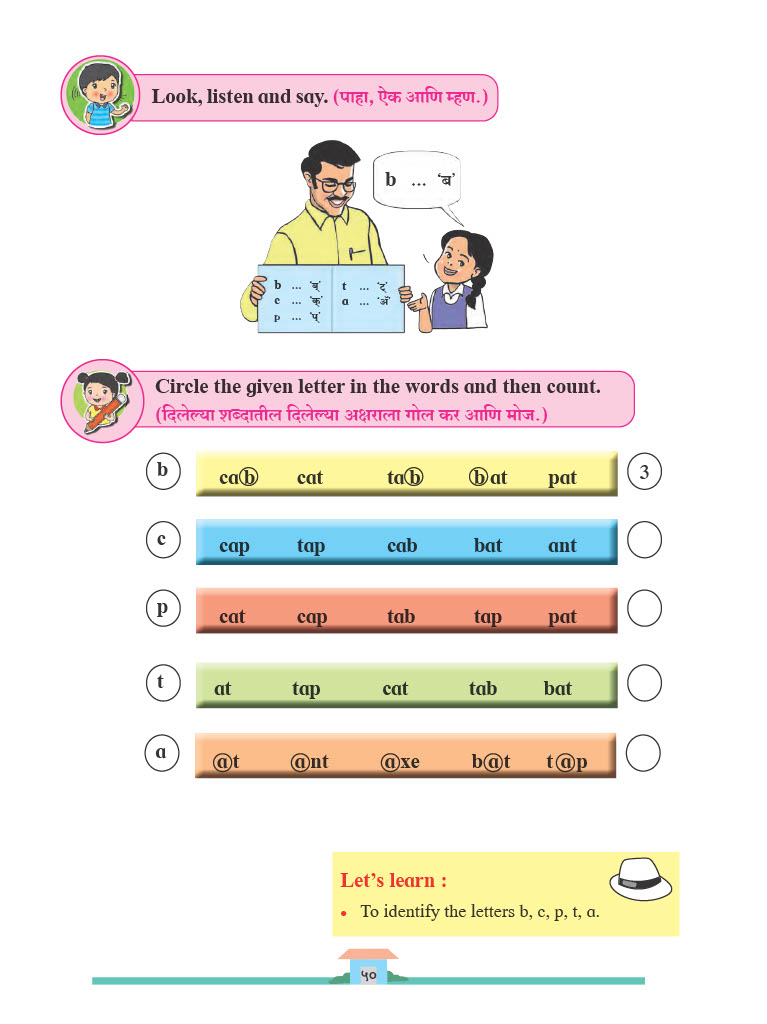 Look, listen and say. (पाहा, ऐक आणि म्हण.)
b ... ‘ब’
b ... ‘ब्’ t ... ‘ट्’
c ... ‘क्’ a ... ‘ॲ’
p ... ‘प्’
Circle the given letter in the words and then count.
(दिलेल्या शब्दातील दिलेल्या अक्षराला गोल कर आणि मोज.)
b cab cat tab bat pat 3
c cap tap cab bat ant
p cat cap tab tap pat
t at tap cat tab bat
a at ant axe bat tap
Let’s learn :
• To identify the letters b, c, p, t, a.
५०